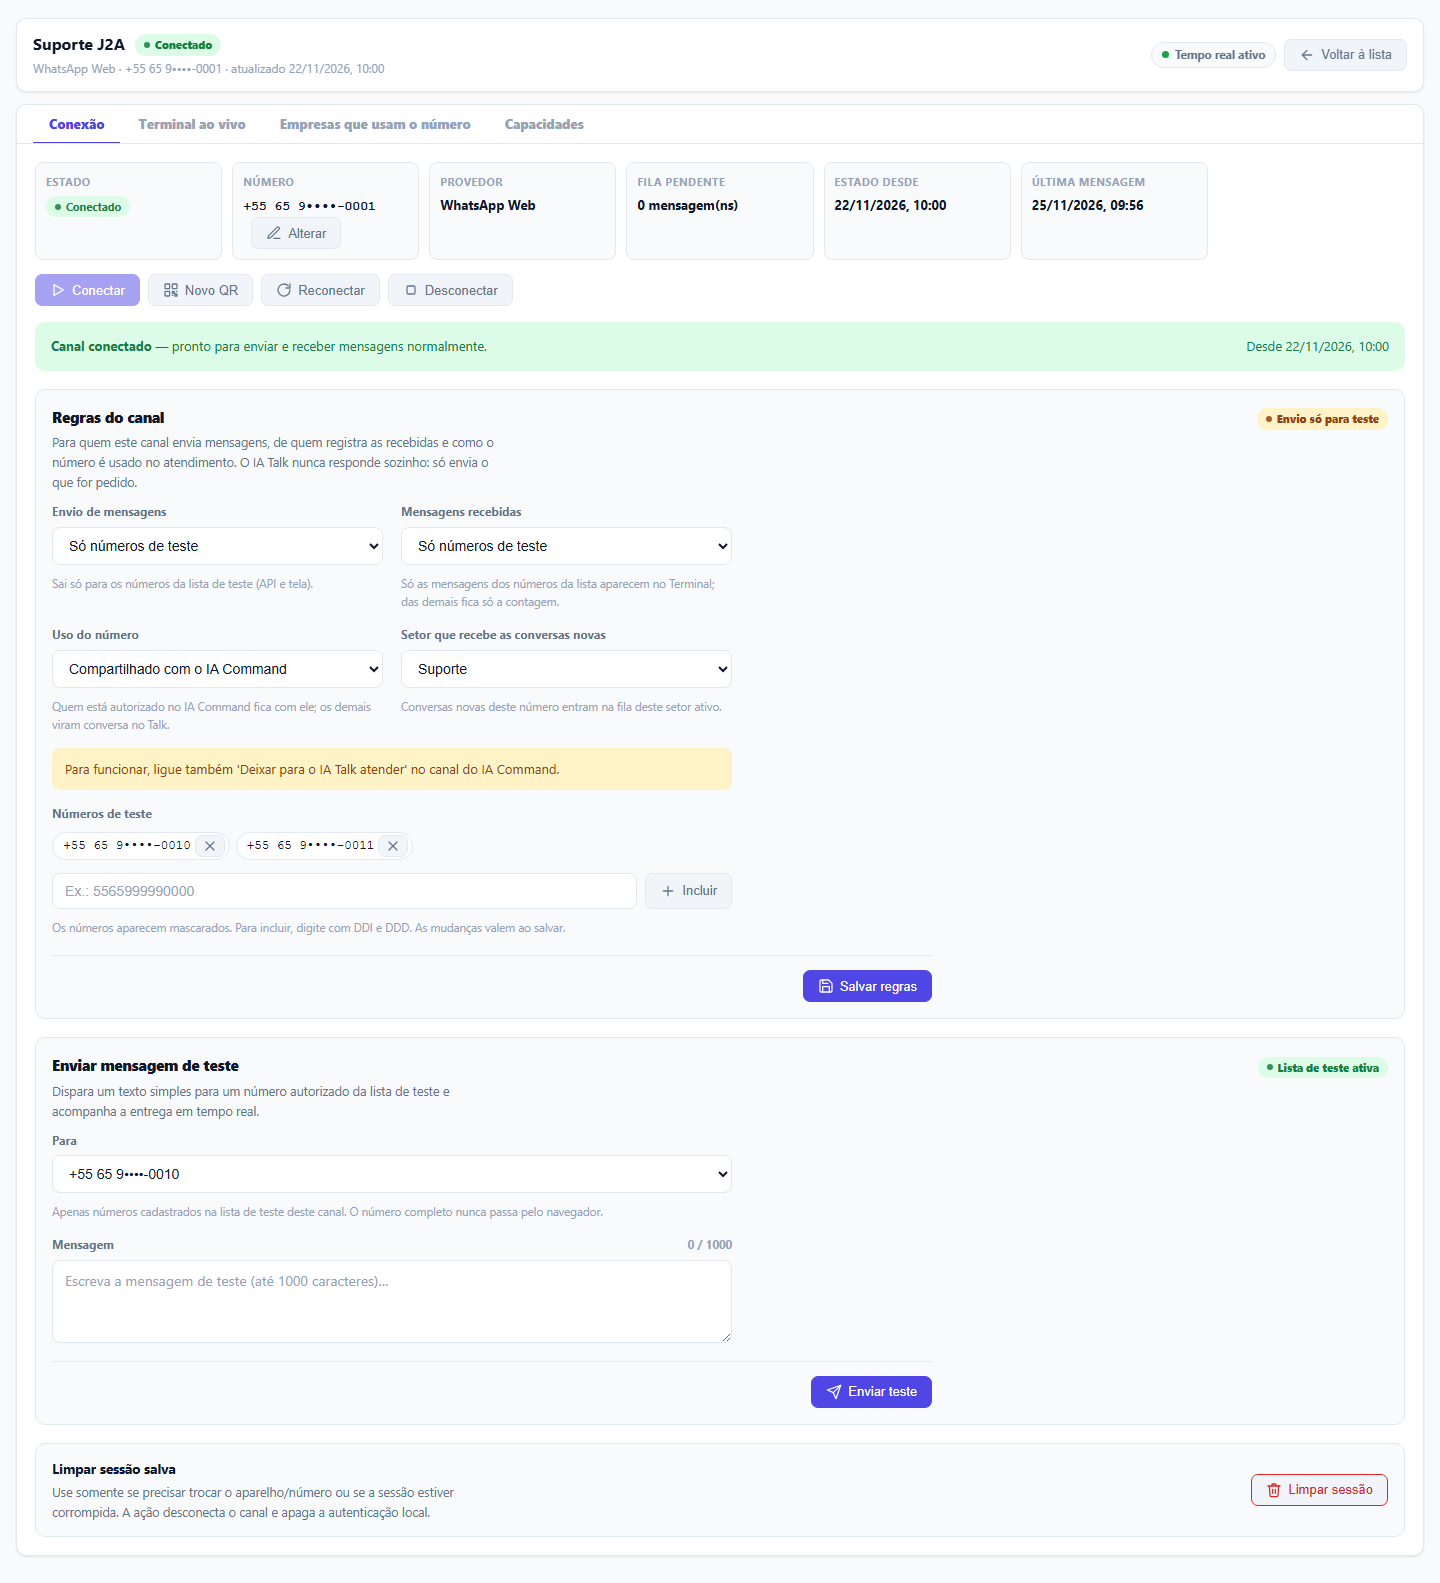 Suporte J2A
Conectado
WhatsApp Web · +55 65 9••••-0001 · atualizado 22/11/2026, 10:00
Tempo real ativo
Voltar à lista
Conexão
Terminal ao vivo
Empresas que usam o número
Capacidades
ESTADO
Conectado
NÚMERO
+55 65 9••••-0001
Alterar
PROVEDOR
WhatsApp Web
FILA PENDENTE
0 mensagem(ns)
ESTADO DESDE
22/11/2026, 10:00
ÚLTIMA MENSAGEM
25/11/2026, 09:56
Conectar
Novo QR
Reconectar
Desconectar
Canal conectado — pronto para enviar e receber mensagens normalmente.
Desde 22/11/2026, 10:00
Regras do canal
Envio só para teste
Para quem este canal envia mensagens, de quem registra as recebidas e como o
número é usado no atendimento. O IA Talk nunca responde sozinho: só envia o
que for pedido.
Envio de mensagens
Só números de teste
Sai só para os números da lista de teste (API e tela).
Mensagens recebidas
Só números de teste
Só as mensagens dos números da lista aparecem no Terminal;
das demais fica só a contagem.
Uso do número
Compartilhado com o IA Command
Quem está autorizado no IA Command fica com ele; os demais
viram conversa no Talk.
Setor que recebe as conversas novas
Suporte
Conversas novas deste número entram na fila deste setor ativo.
Para funcionar, ligue também 'Deixar para o IA Talk atender' no canal do IA Command.
Números de teste
+55 65 9••••-0010
+55 65 9••••-0011
Ex.: 5565999990000
Incluir
Os números aparecem mascarados. Para incluir, digite com DDI e DDD. As mudanças valem ao salvar.
Salvar regras
Enviar mensagem de teste
Lista de teste ativa
Dispara um texto simples para um número autorizado da lista de teste e
acompanha a entrega em tempo real.
Para
+55 65 9••••-0010
Apenas números cadastrados na lista de teste deste canal. O número completo nunca passa pelo navegador.
Mensagem
0 / 1000
Escreva a mensagem de teste (até 1000 caracteres)...
Enviar teste
Limpar sessão salva
Use somente se precisar trocar o aparelho/número ou se a sessão estiver
corrompida. A ação desconecta o canal e apaga a autenticação local.
Limpar sessão